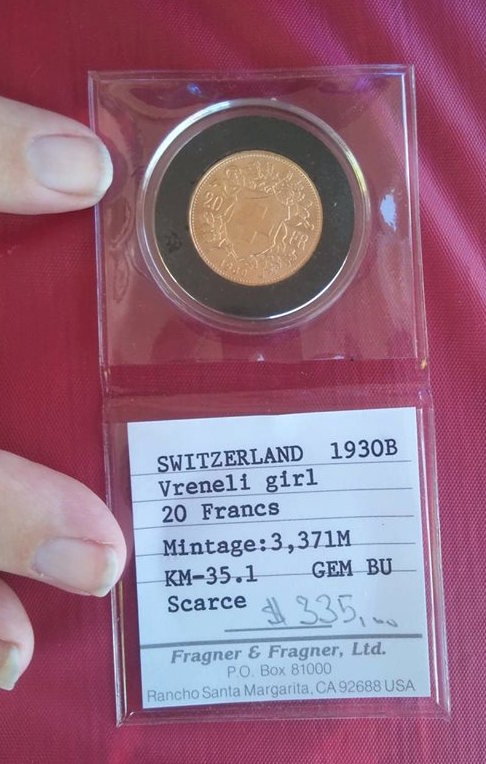 20 FR
1930 B
SWITZERLAND 1930B
Vreneli girl
20 Francs
Mintage:3,371M
KM-35.1 GEM BU
Scarce $ 335,00
Fragner & Fragner, Ltd.
P.O. Box 81000
Rancho Santa Margarita, CA 92688 USA